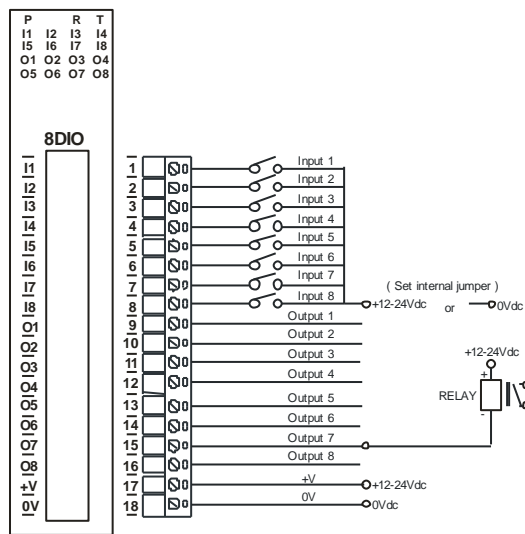 P R T
I1 I2 I3 I4
I5 I6 I7 I8
O1 O2 O3 O4
O5 O6 O7 O8
8DIO
I1 1 Input 1
I2 2 Input 2
I3 3 Input 3
I4 4 Input 4
I5 5 Input 5
I6 6 Input 6
I7 7 Input 7
I8 8 Input 8 +12-24Vdc ( Set internal jumper ) or 0Vdc
O1 9 Output 1
O2 10 Output 2
O3 11 Output 3
O4 12 Output 4
O5 13 Output 5
O6 14 Output 6
O7 15 Output 7
O8 16 Output 8
+V 17 +V +12-24Vdc
0V 18 0V 0Vdc
+12-24Vdc
+
RELAY
-